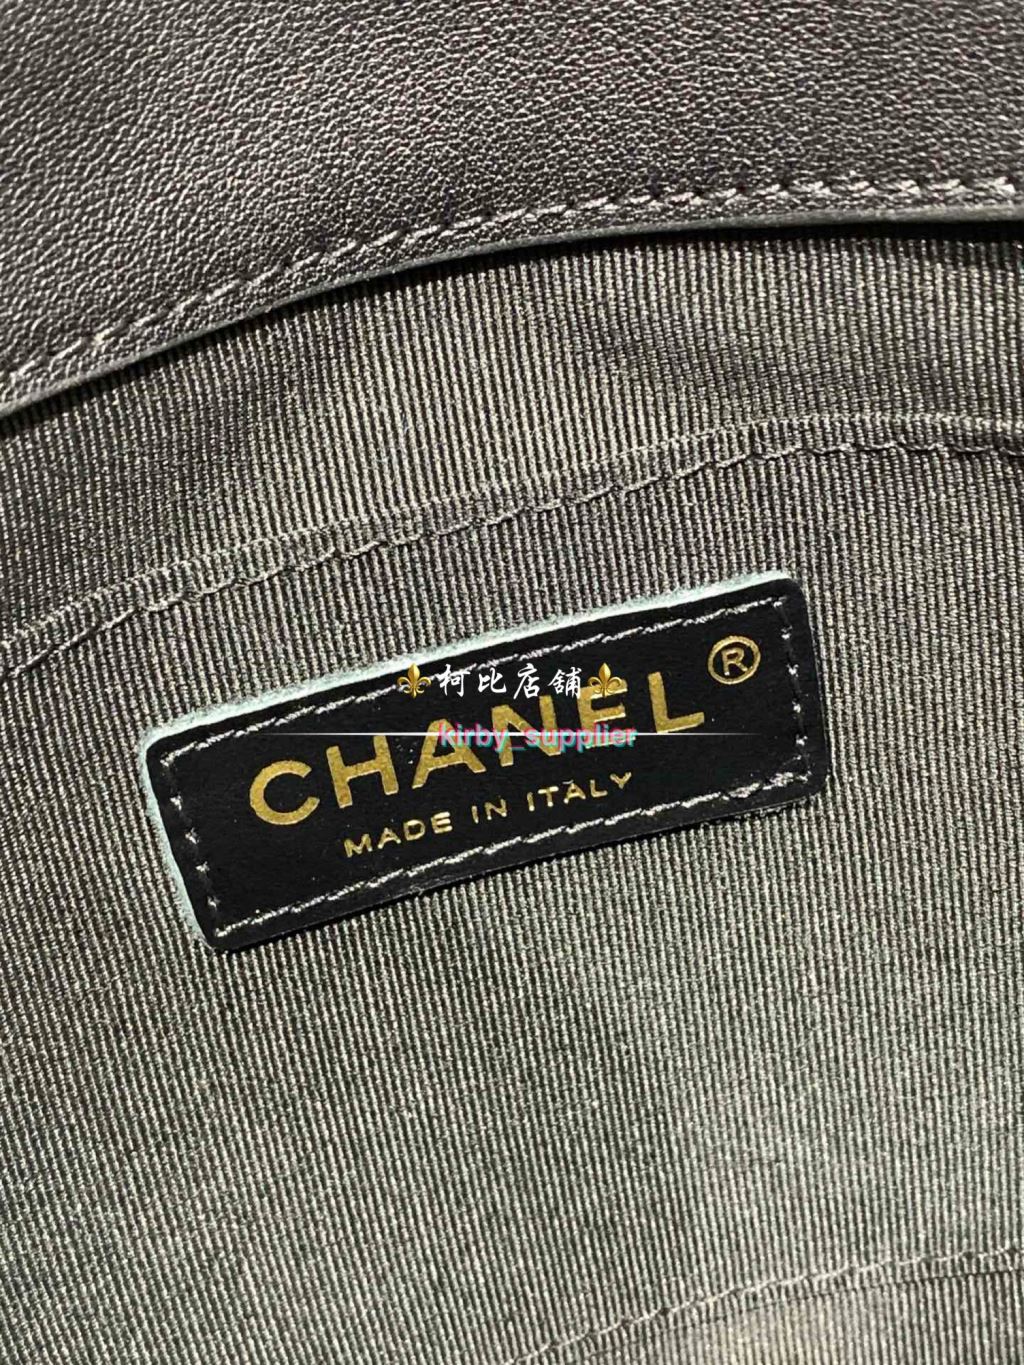 柯比店舖
kirby_supplier
CHANEL ®
MADE IN ITALY